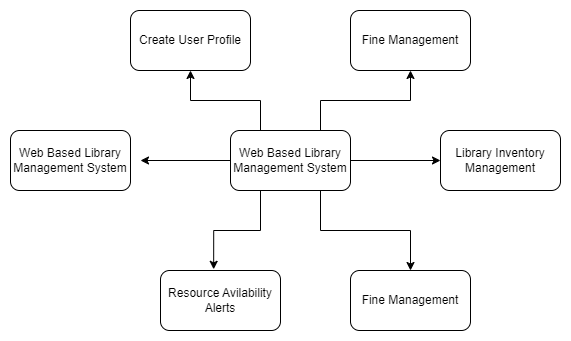 Create User Profile
Fine Management
Web Based Library
Management System
Web Based Library
Management System
Library Inventory
Management
Resource Avilability
Alerts
Fine Management